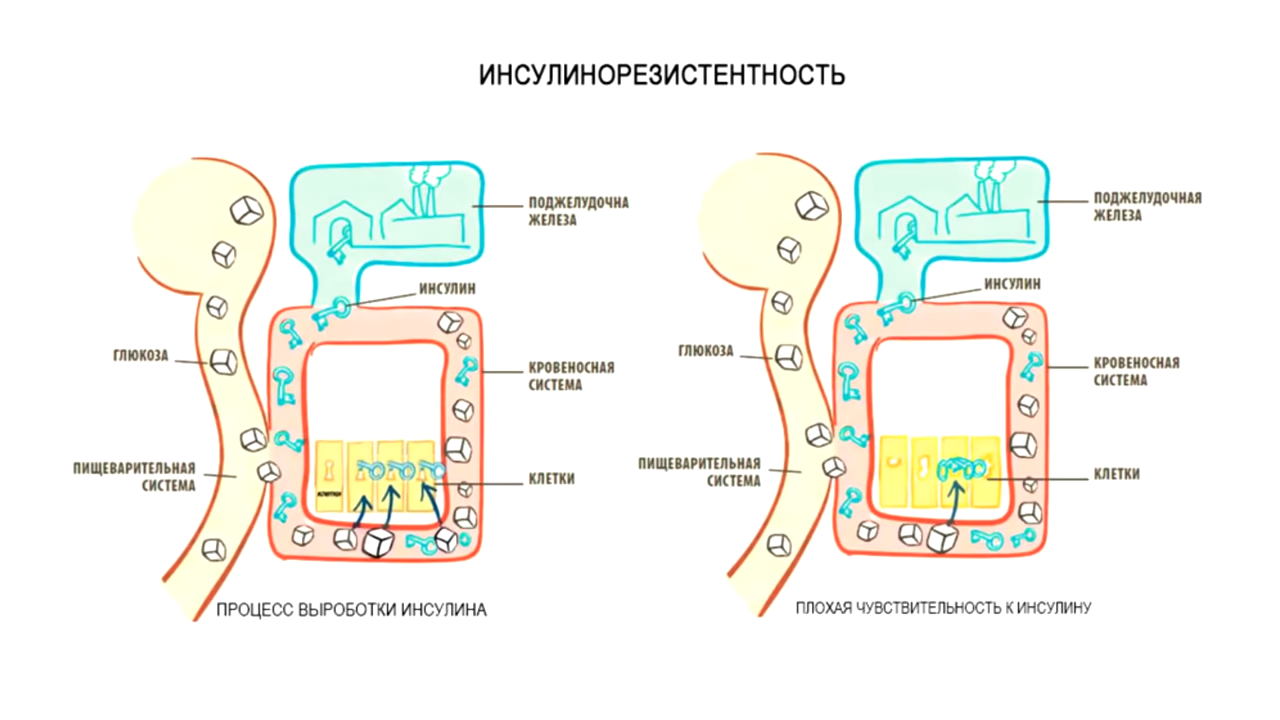 ИНСУЛИНОРЕЗИСТЕНТНОСТЬ
ПОДЖЕЛУДОЧНА
ЖЕЛЕЗА
ИНСУЛИН
ГЛЮКОЗА
КРОВЕНОСНАЯ
СИСТЕМА
ПИЩЕВАРИТЕЛЬНАЯ
СИСТЕМА
КЛЕТКИ
КЛЕТКИ
ПРОЦЕСС ВЫРОБОТКИ ИНСУЛИНА
ПОДЖЕЛУДОЧНАЯ
ЖЕЛЕЗА
ИНСУЛИН
ГЛЮКОЗА
КРОВЕНОСНАЯ
СИСТЕМА
ПИЩЕВАРИТЕЛЬНАЯ
СИСТЕМА
КЛЕТКИ
ПЛОХАЯ ЧУВСТВИТЕЛЬНОСТЬ К ИНСУЛИНУ